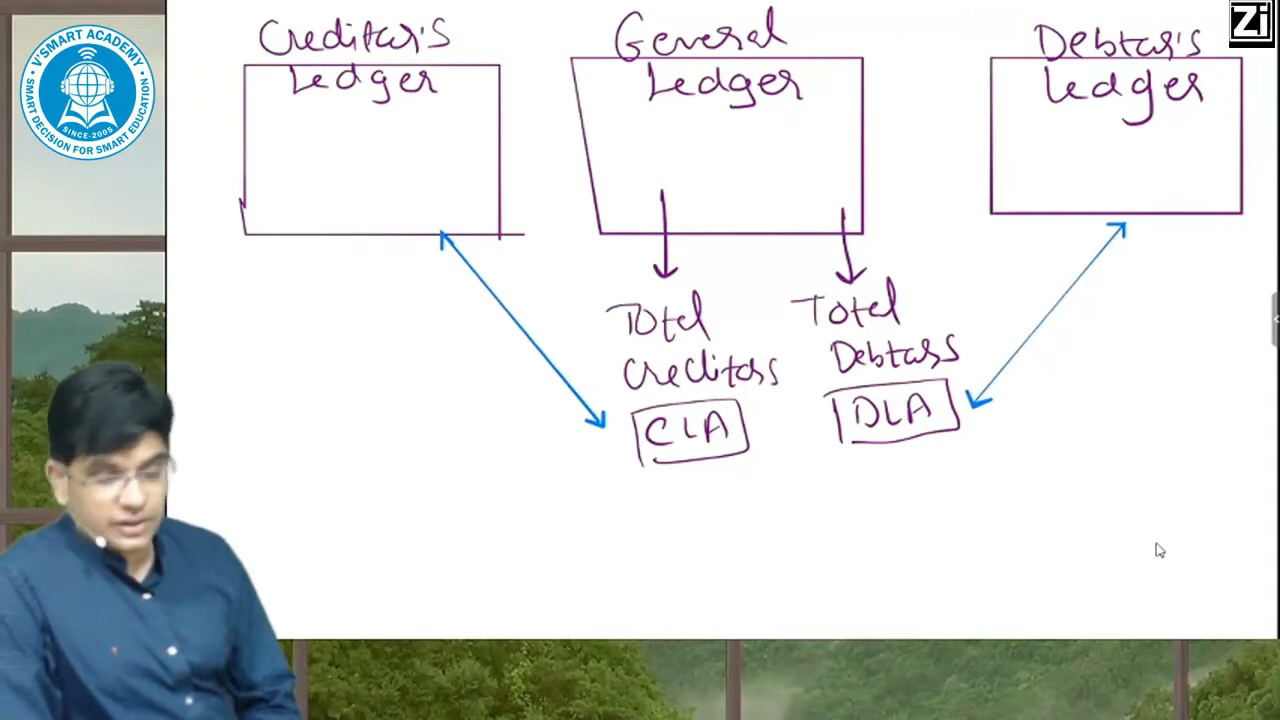 V'SMART ACADEMY
SMART DECISION FOR SMART EDUCATION
SINCE-2005
Zi
Creditor's
Ledger
General
Ledger
Debtor's
Ledger
Total
Creditors
CLA
Total
Debtors
DLA